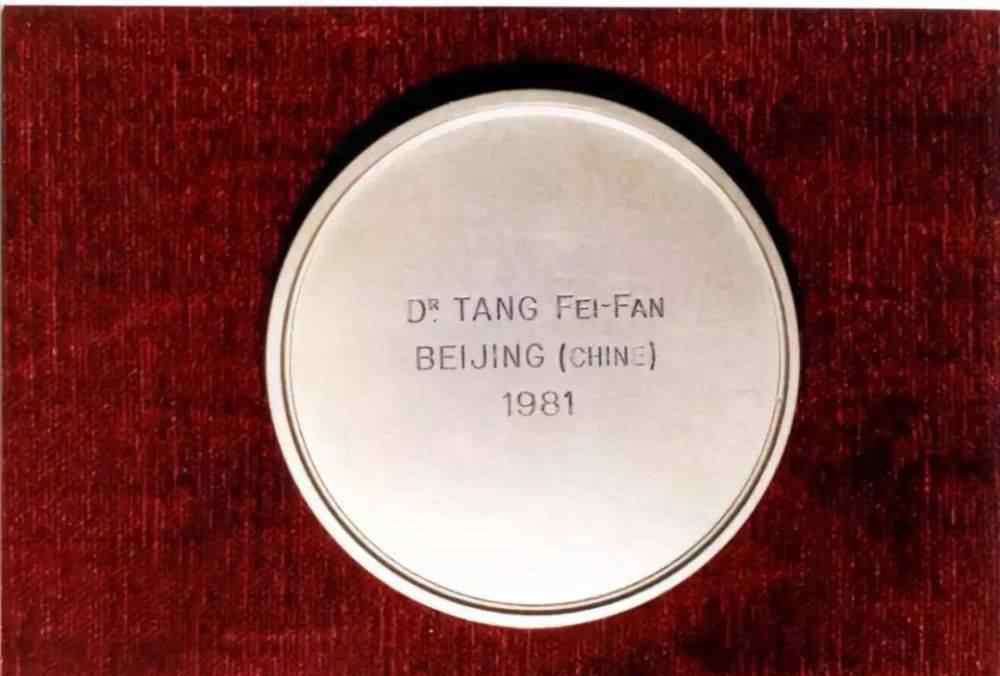 Dᴿ. TANG FEI-FAN
BEIJING (CHINE)
1981